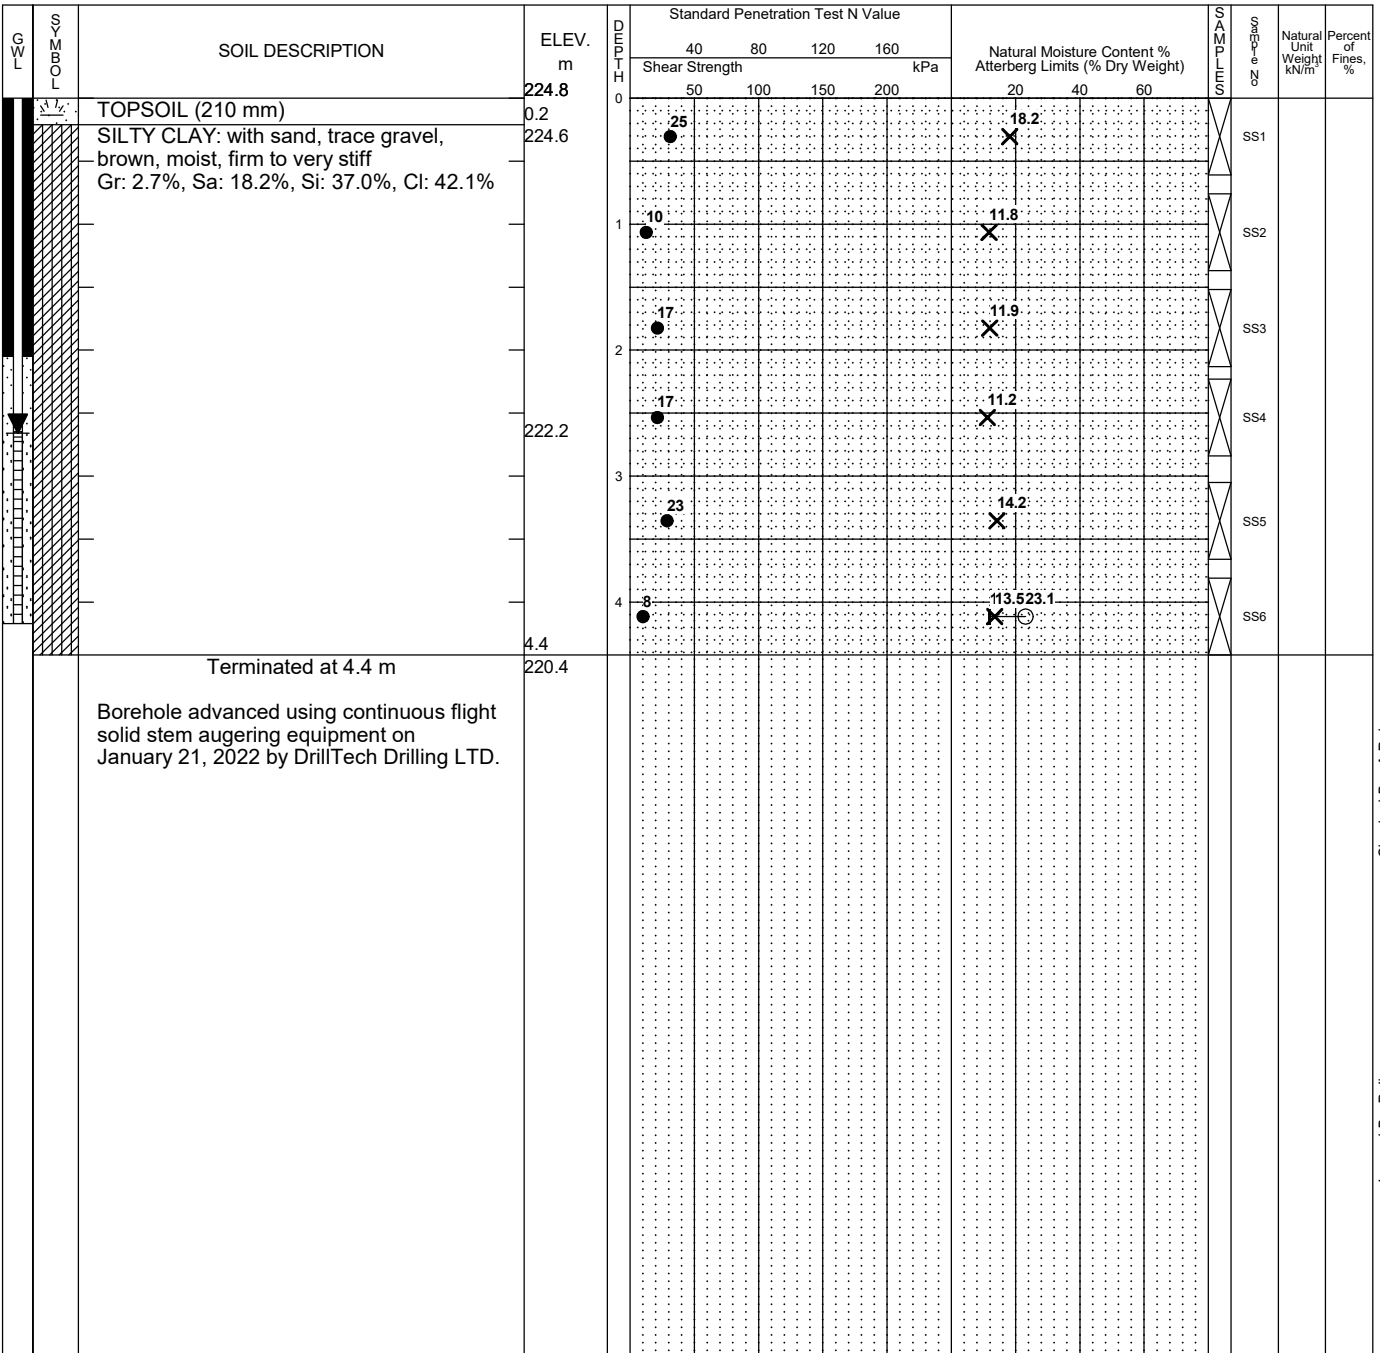 GWL
SYMBOL
SOIL DESCRIPTION
ELEV.
m
224.8
DEPTH
Standard Penetration Test N Value
40 80 120 160
Shear Strength kPa
50 100 150 200
Natural Moisture Content %
Atterberg Limits (% Dry Weight)
20 40 60
SAMPLES
Sample No
Natural
Unit
Weight
kN/m³
Percent
of
Fines,
%
0
TOPSOIL (210 mm)
0.2
224.6
SILTY CLAY: with sand, trace gravel,
brown, moist, firm to very stiff
Gr: 2.7%, Sa: 18.2%, Si: 37.0%, Cl: 42.1%
25 18.2 SS1
1 10 11.8 SS2
17 11.9 SS3
2
17 11.2 SS4
222.2
3
23 14.2 SS5
4 8 13.5 23.1 SS6
4.4
220.4
Terminated at 4.4 m
Borehole advanced using continuous flight
solid stem augering equipment on
January 21, 2022 by DrillTech Drilling LTD.